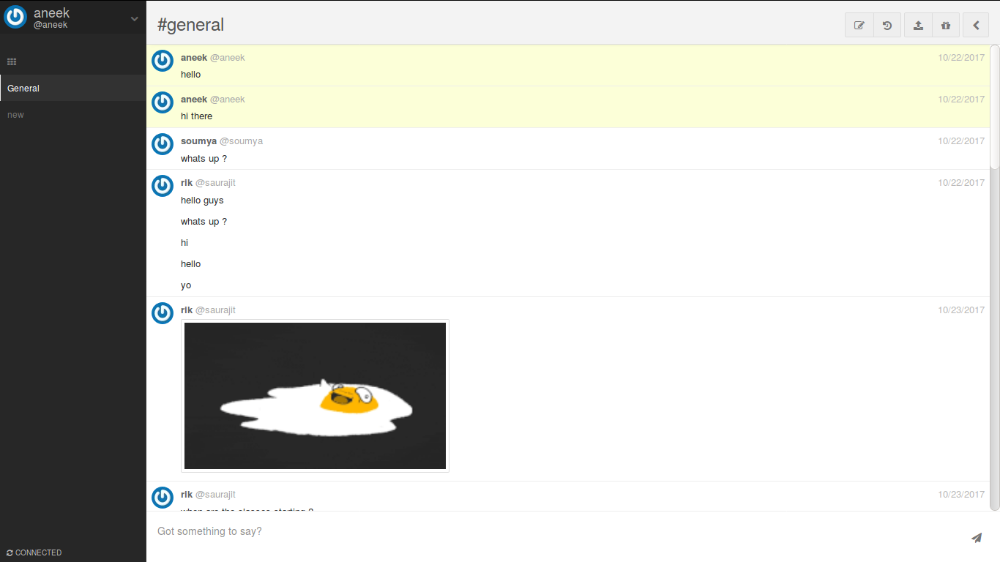 aneek
@aneek
General
new
CONNECTED
#general
aneek @aneek 10/22/2017
hello
aneek @aneek 10/22/2017
hi there
soumya @soumya 10/22/2017
whats up ?
rik @saurajit 10/22/2017
hello guys
whats up ?
hi
hello
yo
rik @saurajit 10/23/2017
rik @saurajit 10/23/2017
when are the classes starting ?
Got something to say?